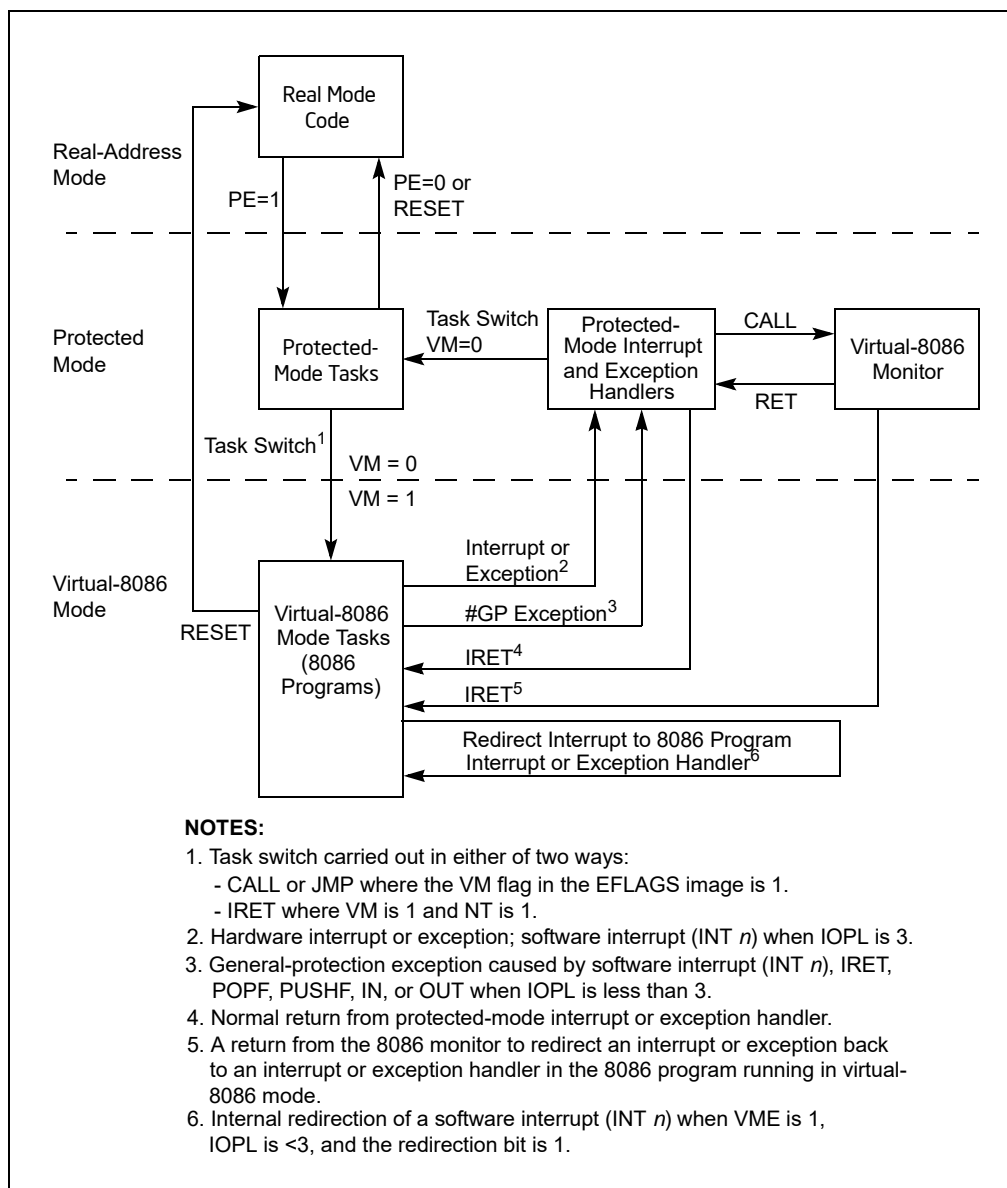 Real Mode
Code
Real-Address
Mode
PE=1
PE=0 or
RESET
Protected
Mode
Protected-
Mode Tasks
Task Switch
VM=0
Protected-
Mode Interrupt
and Exception
Handlers
CALL
RET
Virtual-8086
Monitor
Task Switch1
VM = 0
VM = 1
Virtual-8086
Mode
RESET
Virtual-8086
Mode Tasks
(8086
Programs)
Interrupt or
Exception2
#GP Exception3
IRET4
IRET5
Redirect Interrupt to 8086 Program
Interrupt or Exception Handler6
NOTES:
1. Task switch carried out in either of two ways:
- CALL or JMP where the VM flag in the EFLAGS image is 1.
- IRET where VM is 1 and NT is 1.
2. Hardware interrupt or exception; software interrupt (INT n) when IOPL is 3.
3. General-protection exception caused by software interrupt (INT n), IRET,
POPF, PUSHF, IN, or OUT when IOPL is less than 3.
4. Normal return from protected-mode interrupt or exception handler.
5. A return from the 8086 monitor to redirect an interrupt or exception back
to an interrupt or exception handler in the 8086 program running in virtual-
8086 mode.
6. Internal redirection of a software interrupt (INT n) when VME is 1,
IOPL is <3, and the redirection bit is 1.